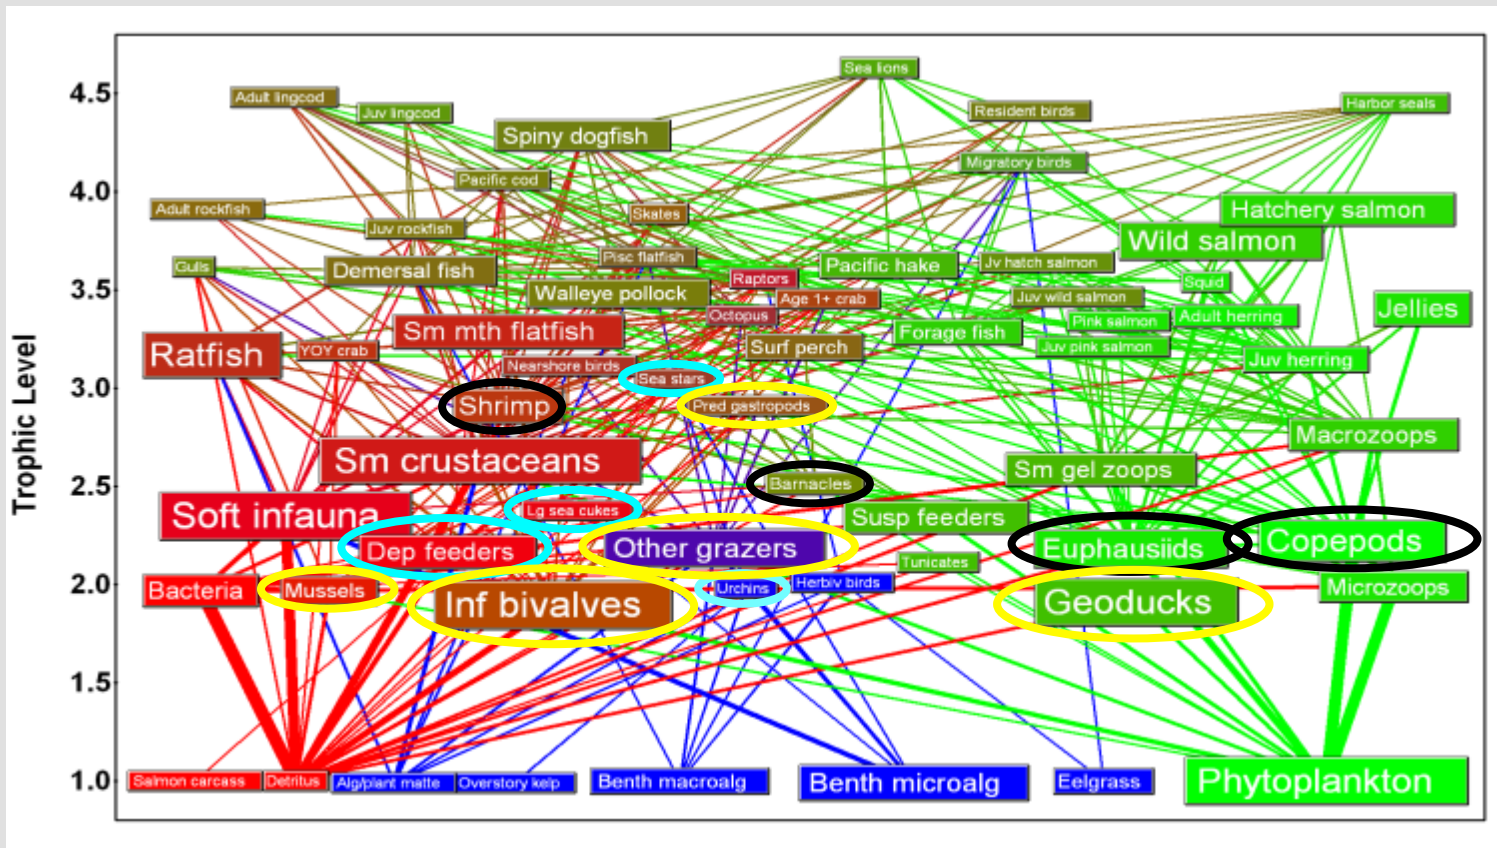 Trophic Level
4.5
4.0
3.5
3.0
2.5
2.0
1.5
1.0
Sea lions
Adult lingcod
Juv lingcod
Resident birds
Harbor seals
Spiny dogfish
Migratory birds
Pacific cod
Adult rockfish
Skates
Hatchery salmon
Juv rockfish
Wild salmon
Gulls
Demersal fish
Pisc flatfish
Pacific hake
Jv hatch salmon
Raptors
Squid
Walleye pollock
Age 1+ crab
Juv wild salmon
Jellies
Octopus
Pink salmon
Adult herring
Sm mth flatfish
Forage fish
Ratfish
YOY crab
Surf perch
Juv pink salmon
Juv herring
Nearshore birds
Sea stars
Shrimp
Pred gastropods
Macrozoops
Sm crustaceans
Sm gel zoops
Barnacles
Soft infauna
Lg sea cukes
Susp feeders
Dep feeders
Other grazers
Euphausiids
Copepods
Tunicates
Bacteria
Mussels
Urchins
Herbiv birds
Microzoops
Inf bivalves
Geoducks
Salmon carcass
Detritus
Alg/plant matte
Overstory kelp
Benth macroalg
Benth microalg
Eelgrass
Phytoplankton